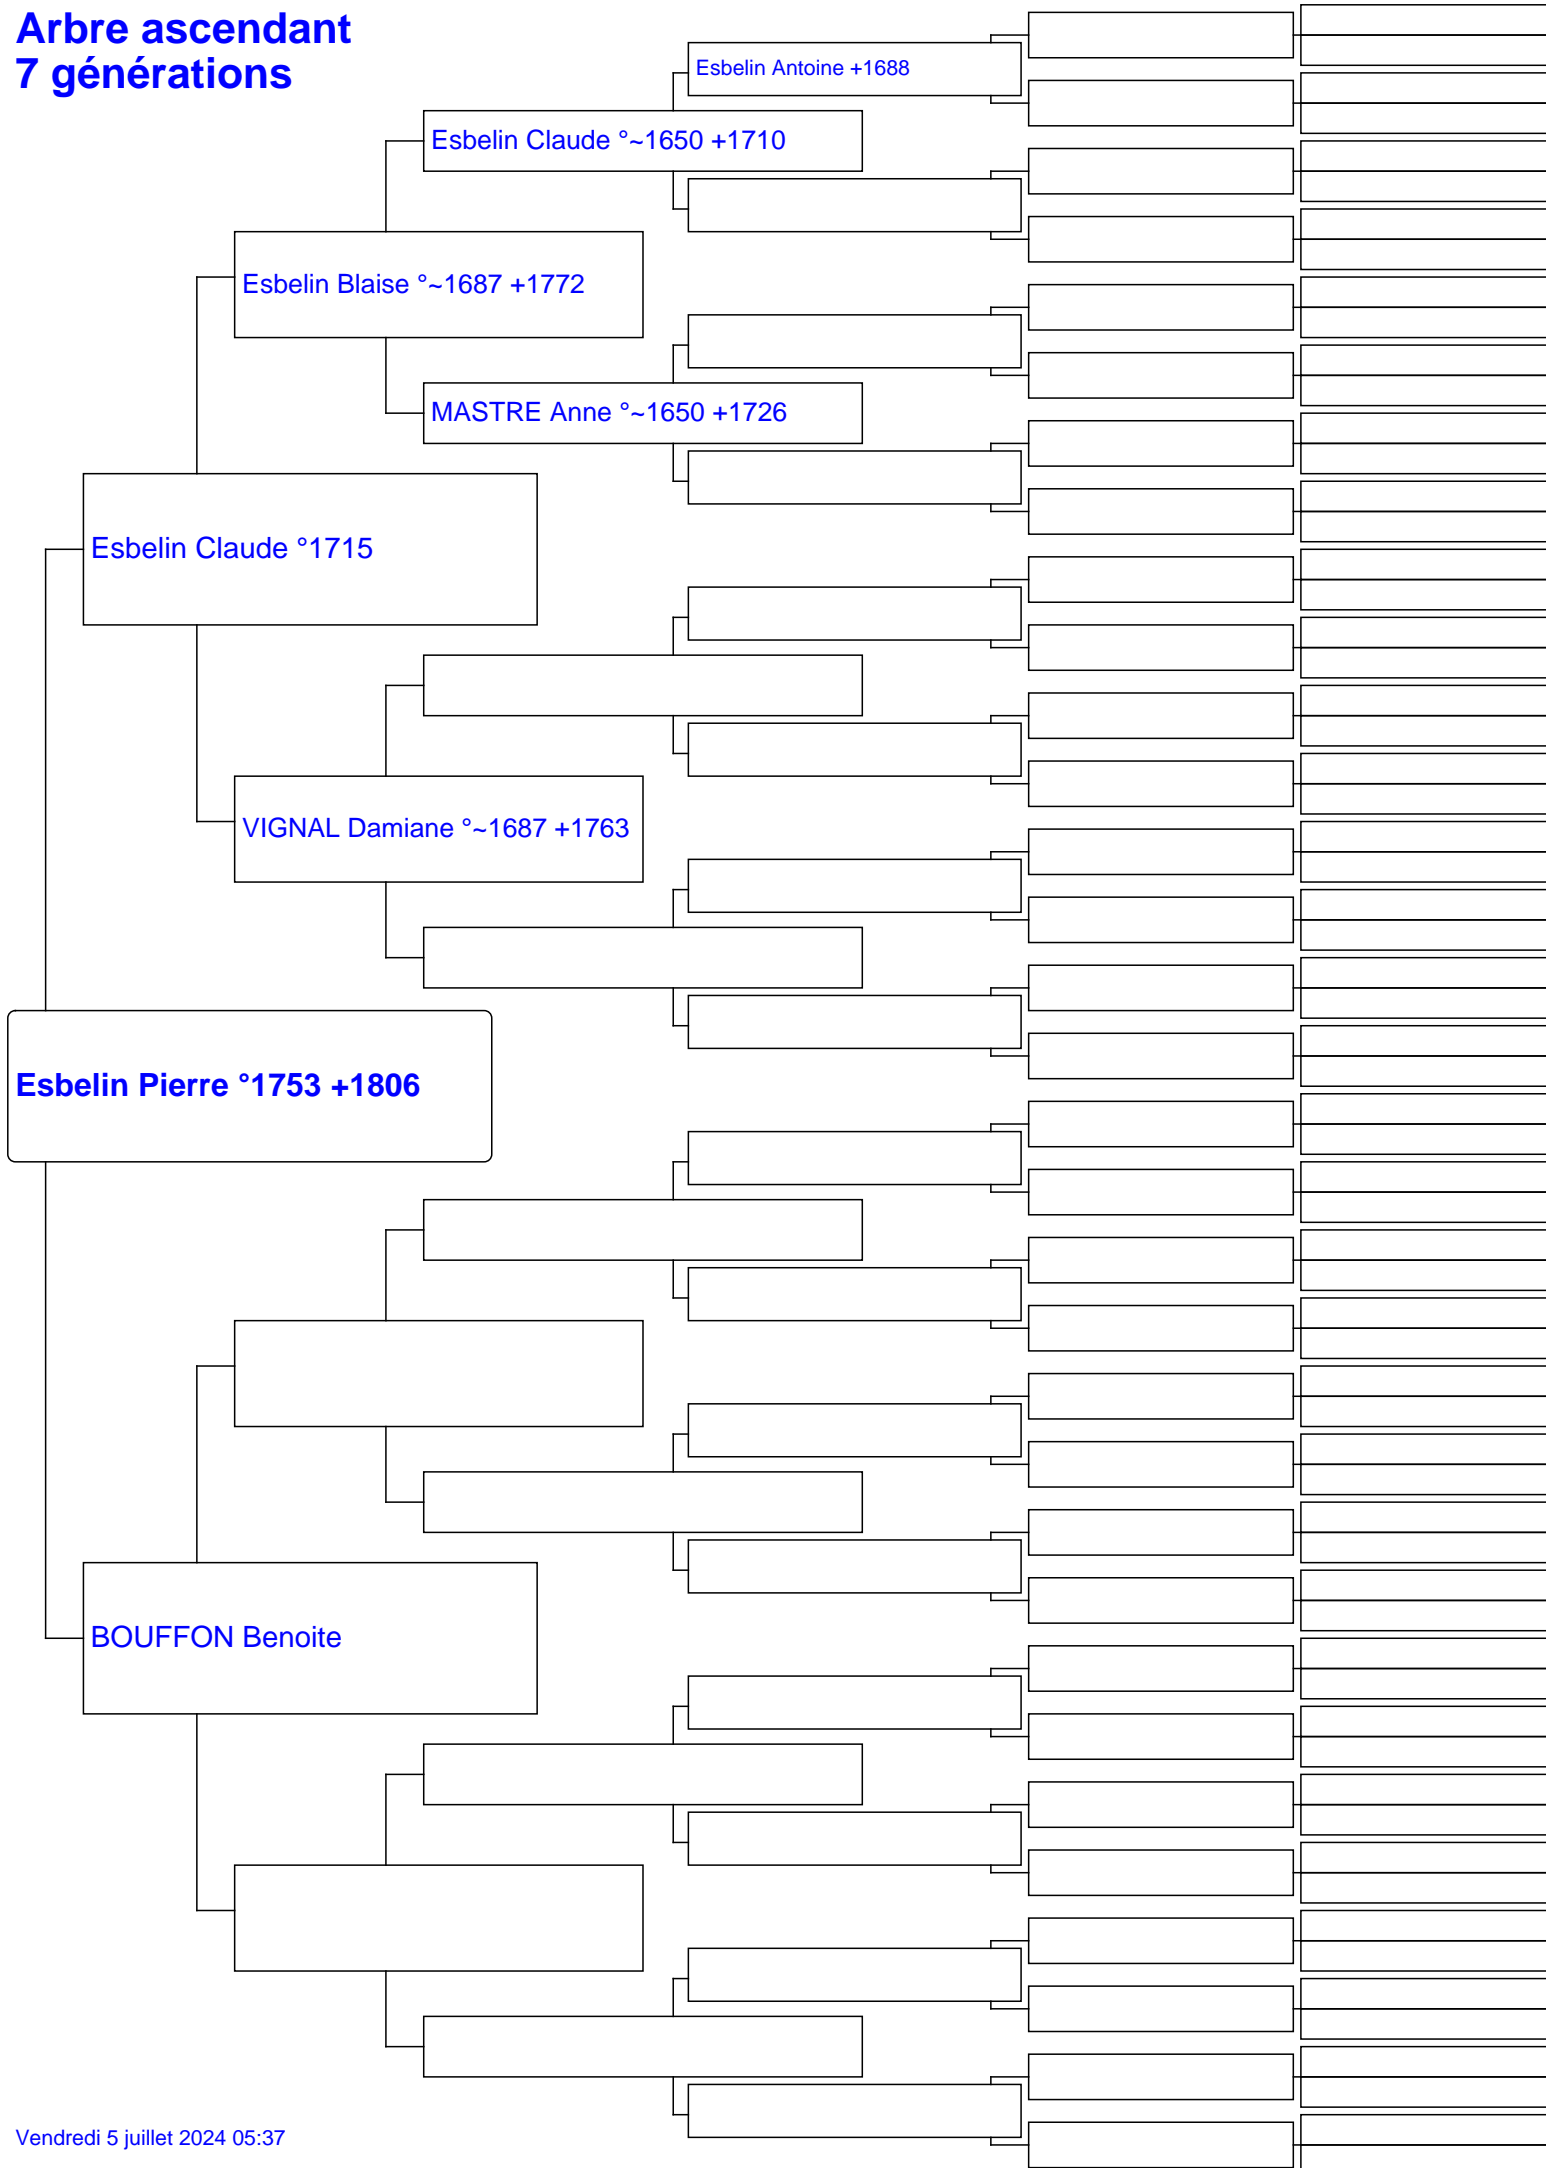 Arbre ascendant
7 générations
Esbelin Antoine +1688
Esbelin Claude °~1650 +1710
Esbelin Blaise °~1687 +1772
MASTRE Anne °~1650 +1726
Esbelin Claude °1715
VIGNAL Damiane °~1687 +1763
Esbelin Pierre °1753 +1806
BOUFFON Benoite
Vendredi 5 juillet 2024 05:37